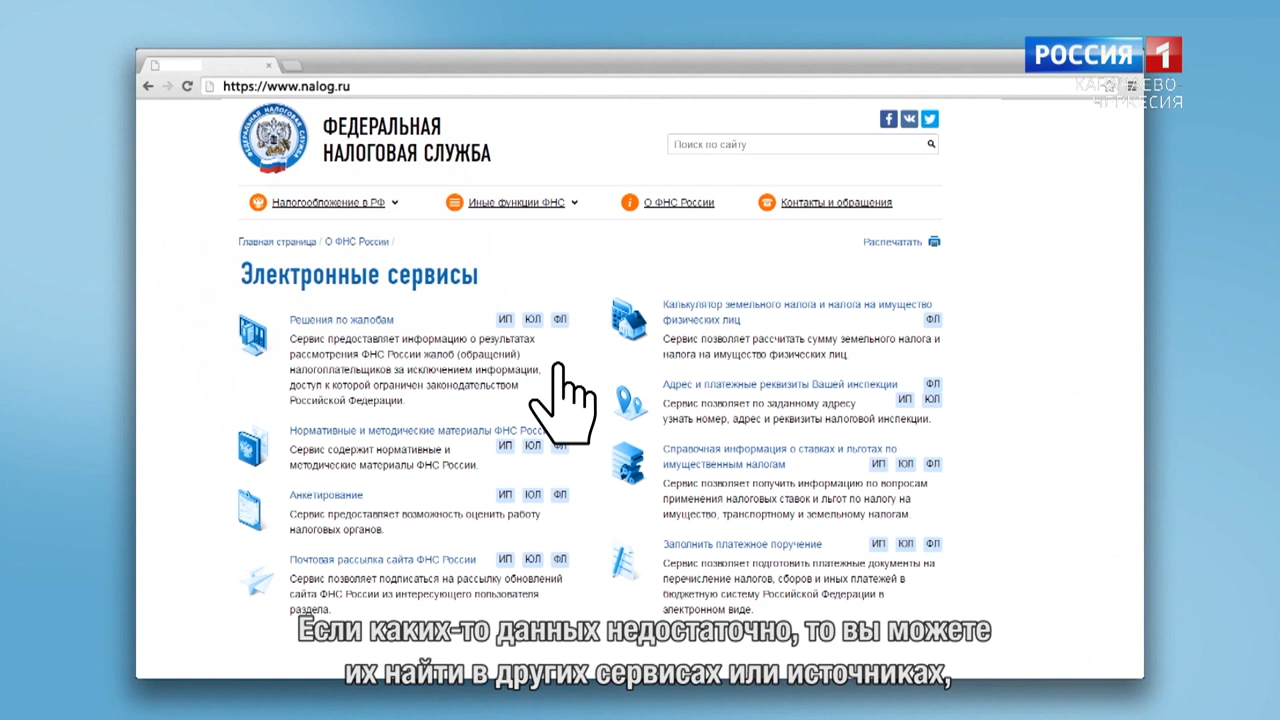 РОССИЯ 1
КАРАЧАЕВО-
ЧЕРКЕСИЯ
https://www.nalog.ru
ФЕДЕРАЛЬНАЯ
НАЛОГОВАЯ СЛУЖБА
Поиск по сайту
Налогообложение в РФ
Иные функции ФНС
О ФНС России
Контакты и обращения
Главная страница / О ФНС России /
Распечатать
Электронные сервисы
Решения по жалобам ИП ЮЛ ФЛ
Сервис предоставляет информацию о результатах
рассмотрения ФНС России жалоб (обращений)
налогоплательщиков за исключением информации,
доступ к которой ограничен законодательством
Российской Федерации.
Нормативные и методические материалы ФНС
ИП ЮЛ ФЛ
Сервис содержит нормативные и
методические материалы ФНС России.
Анкетирование ИП ЮЛ ФЛ
Сервис предоставляет возможность оценить работу
налоговых органов.
Почтовая рассылка сайта ФНС России ИП ЮЛ ФЛ
Сервис позволяет подписаться на рассылку обновлений
сайта ФНС России из интересующего пользователя
раздела.
Калькулятор земельного налога и налога на имущество
физических лиц ФЛ
Сервис позволяет рассчитать сумму земельного налога и
налога на имущество физических лиц.
Адрес и платежные реквизиты Вашей инспекции ФЛ
ИП ЮЛ
Сервис позволяет по заданному адресу
узнать номер, адрес и реквизиты налоговой инспекции.
Справочная информация о ставках и льготах по
имущественным налогам ИП ЮЛ ФЛ
Сервис позволяет получить информацию по вопросам
применения налоговых ставок и льгот по налогу на
имущество, транспортному и земельному налогам.
Заполнить платежное поручение ИП ЮЛ ФЛ
Сервис позволяет подготовить платежные документы на
перечисление налогов, сборов и иных платежей в
бюджетную систему Российской Федерации в
электронном виде.
Если каких-то данных недостаточно, то вы можете
их найти в других сервисах или источниках,